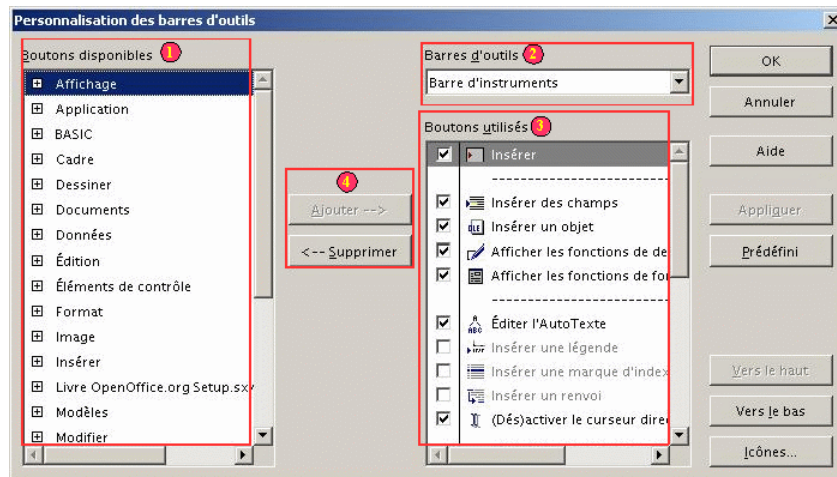 Personnalisation des barres d'outils
Boutons disponibles 1
Affichage
Application
BASIC
Cadre
Dessiner
Documents
Données
Édition
Éléments de contrôle
Format
Image
Insérer
Livre OpenOffice.org Setup.sxw
Modèles
Modifier
4
Ajouter -->
<-- Supprimer
Barres d'outils 2
Barre d'instruments
Boutons utilisés 3
Insérer
Insérer des champs
Insérer un objet
Afficher les fonctions de de
Afficher les fonctions de for
Éditer l'AutoTexte
Insérer une légende
Insérer une marque d'index
Insérer un renvoi
(Dés)activer le curseur dire
OK
Annuler
Aide
Appliquer
Prédéfini
Vers le haut
Vers le bas
Icônes...